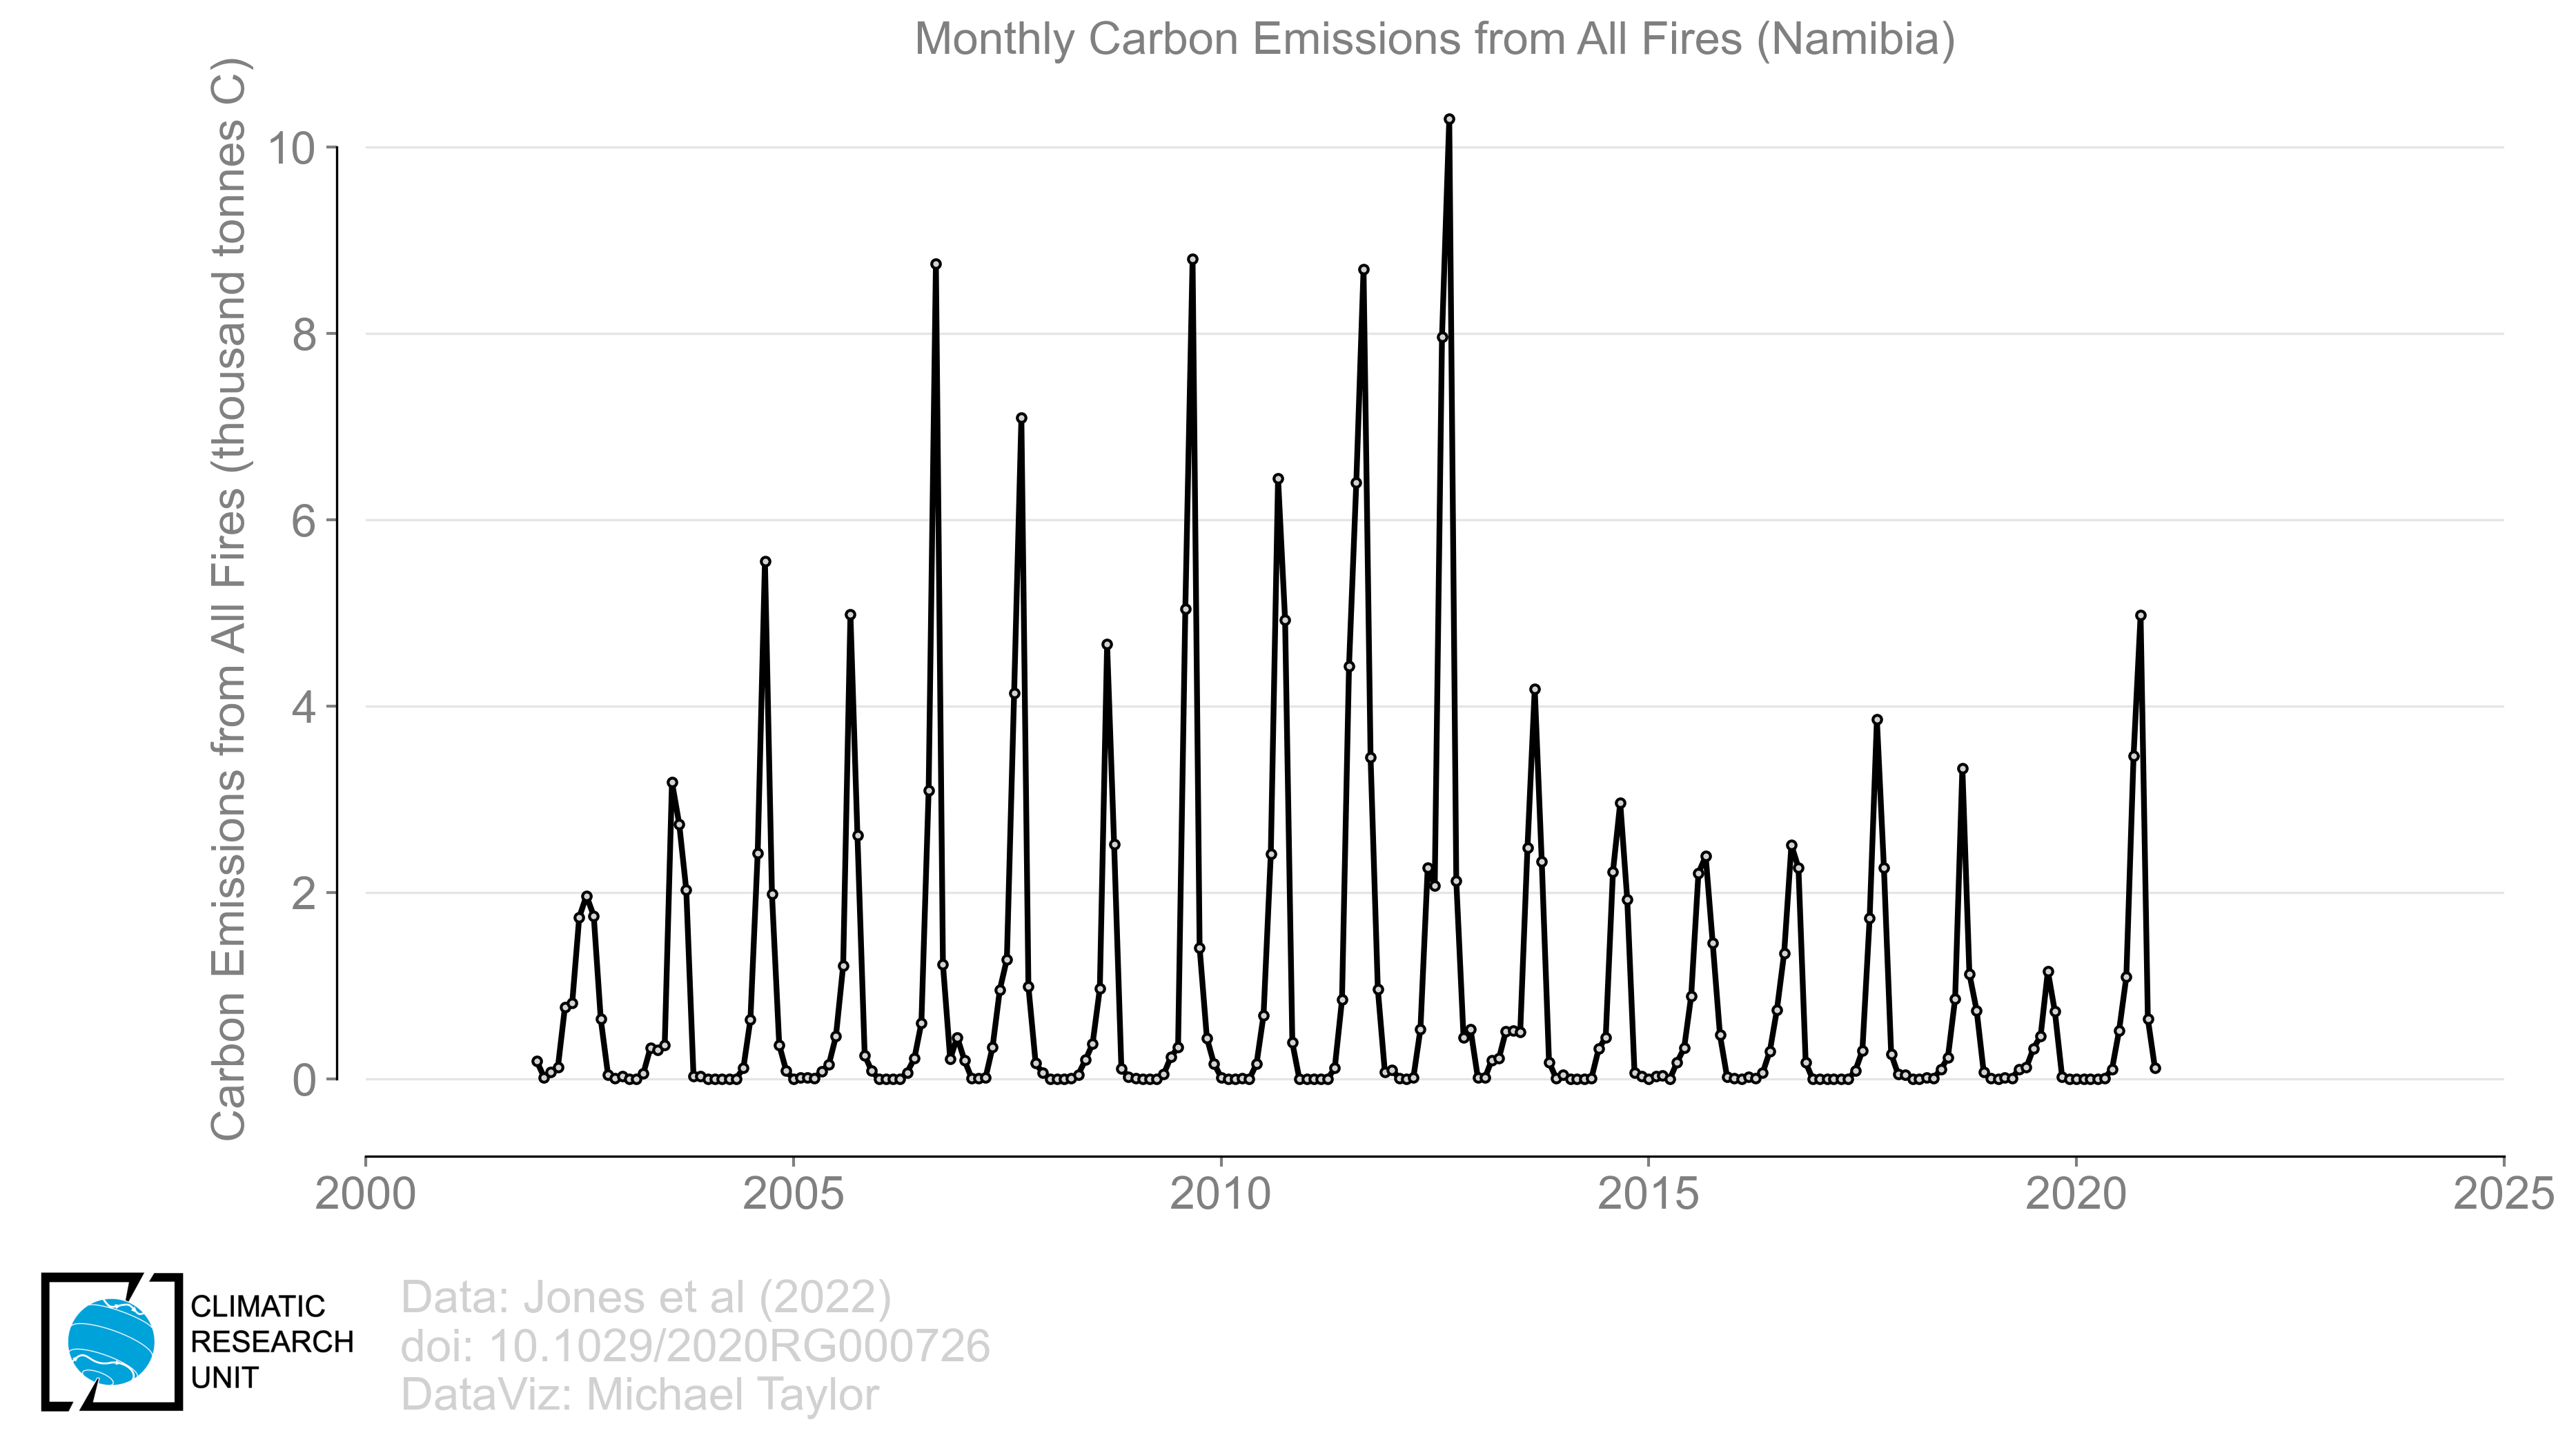 Monthly Carbon Emissions from All Fires (Namibia)
Carbon Emissions from All Fires (thousand tonnes C)
10
8
6
4
2
0
2000 2005 2010 2015 2020 2025
CLIMATIC
RESEARCH
UNIT
Data: Jones et al (2022)
doi: 10.1029/2020RG000726
DataViz: Michael Taylor